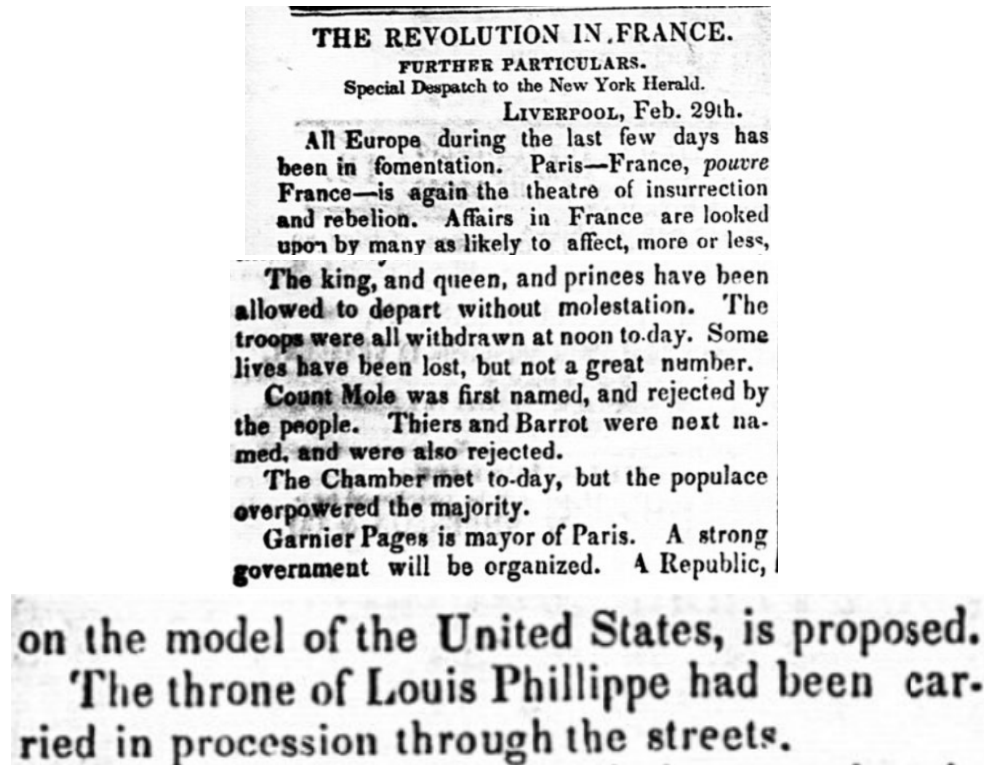 THE REVOLUTION IN FRANCE.
FURTHER PARTICULARS.
Special Despatch to the New York Herald.
LIVERPOOL, Feb. 29th.
All Europe during the last few days has
been in fomentation. Paris—France, pouvre
France—is again the theatre of insurrection
and rebelion. Affairs in France are looked
upon by many as likely to affect, more or less,
The king, and queen, and princes have been
allowed to depart without molestation. The
troops were all withdrawn at noon to-day. Some
lives have been lost, but not a great number.
Count Mole was first named, and rejected by
the people. Thiers and Barrot were next na-
med, and were also rejected.
The Chamber met to-day, but the populace
overpowered the majority.
Garnier Pages is mayor of Paris. A strong
government will be organized. A Republic,
on the model of the United States, is proposed.
The throne of Louis Phillippe had been car-
ried in procession through the streets.